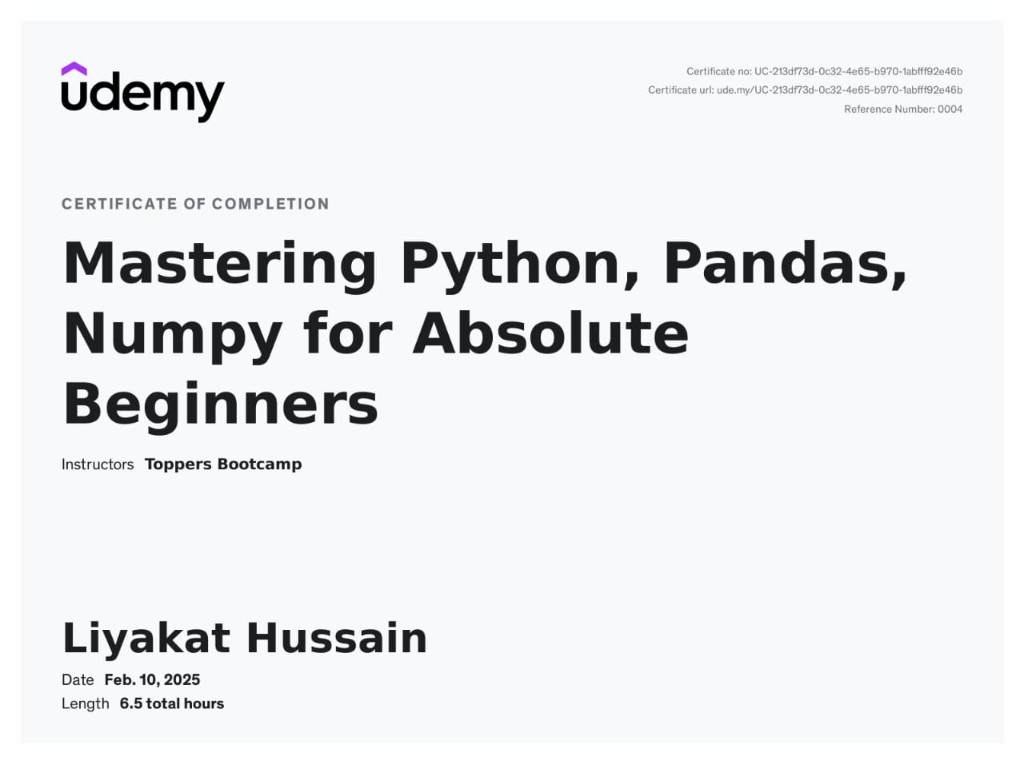 udemy
Certificate no: UC-213df73d-0c32-4e65-b970-1abfff92e46b
Certificate url: ude.my/UC-213df73d-0c32-4e65-b970-1abfff92e46b
Reference Number: 0004
CERTIFICATE OF COMPLETION
Mastering Python, Pandas,
Numpy for Absolute
Beginners
Instructors Toppers Bootcamp
Liyakat Hussain
Date Feb. 10, 2025
Length 6.5 total hours